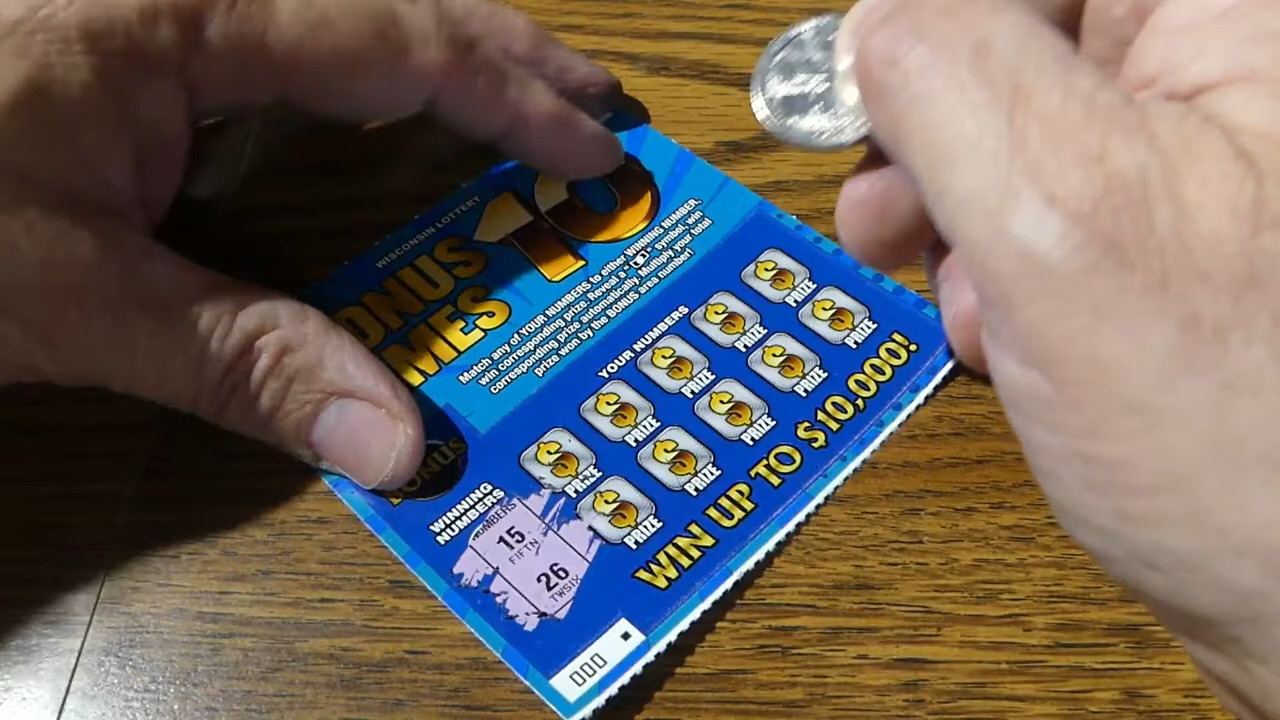 WISCONSIN LOTTERY
ONUS
MES
10
Match any of YOUR NUMBERS to either WINNING NUMBER,
win corresponding prize. Reveal a " " symbol, win
corresponding prize automatically. Multiply your total
prize won by the BONUS area number!
YOUR NUMBERS
$ $ $ $ $
PRIZE PRIZE PRIZE PRIZE PRIZE
$ $ $ $ $
PRIZE PRIZE PRIZE PRIZE PRIZE
BONUS
WINNING
NUMBERS
NUMBERS
15
FIFTN
26
TWSIX
WIN UP TO $10,000!
000